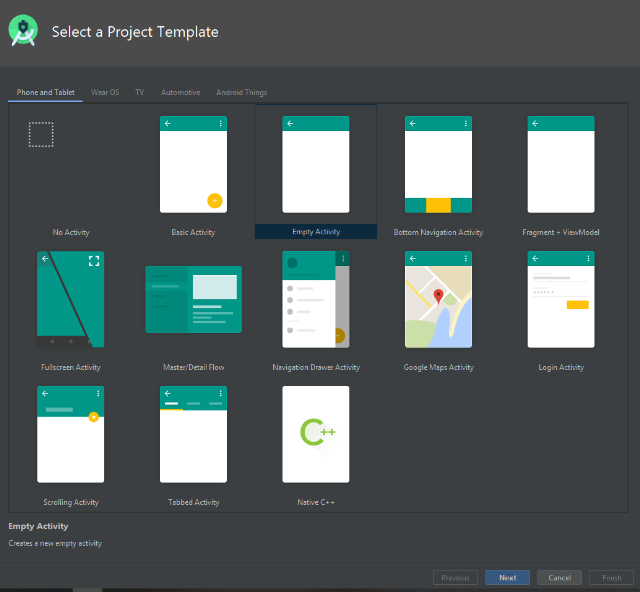 Select a Project Template
Phone and Tablet Wear OS TV Automotive Android Things
No Activity Basic Activity Empty Activity Bottom Navigation Activity Fragment + ViewModel
Fullscreen Activity Master/Detail Flow Navigation Drawer Activity Google Maps Activity Login Activity
C++
Scrolling Activity Tabbed Activity Native C++
Empty Activity
Creates a new empty activity
Previous Next Cancel Finish